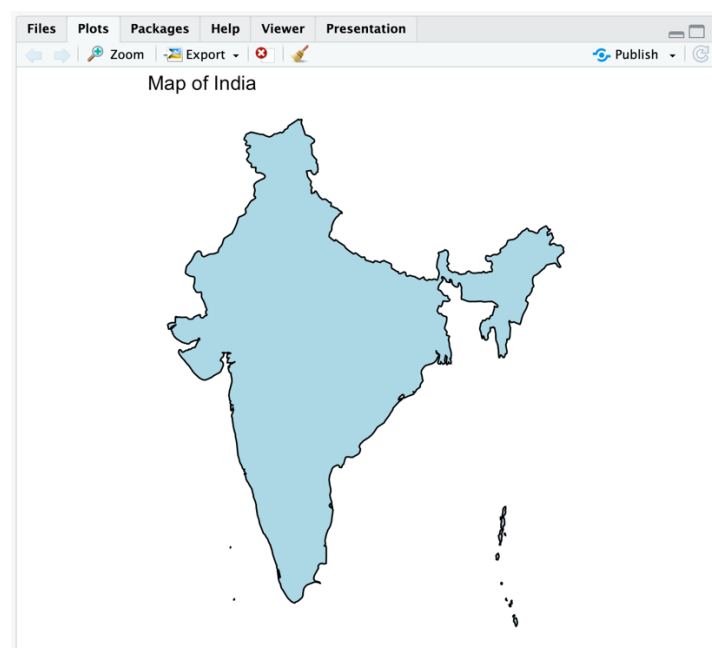 Files Plots Packages Help Viewer Presentation
Zoom Export Publish
Map of India